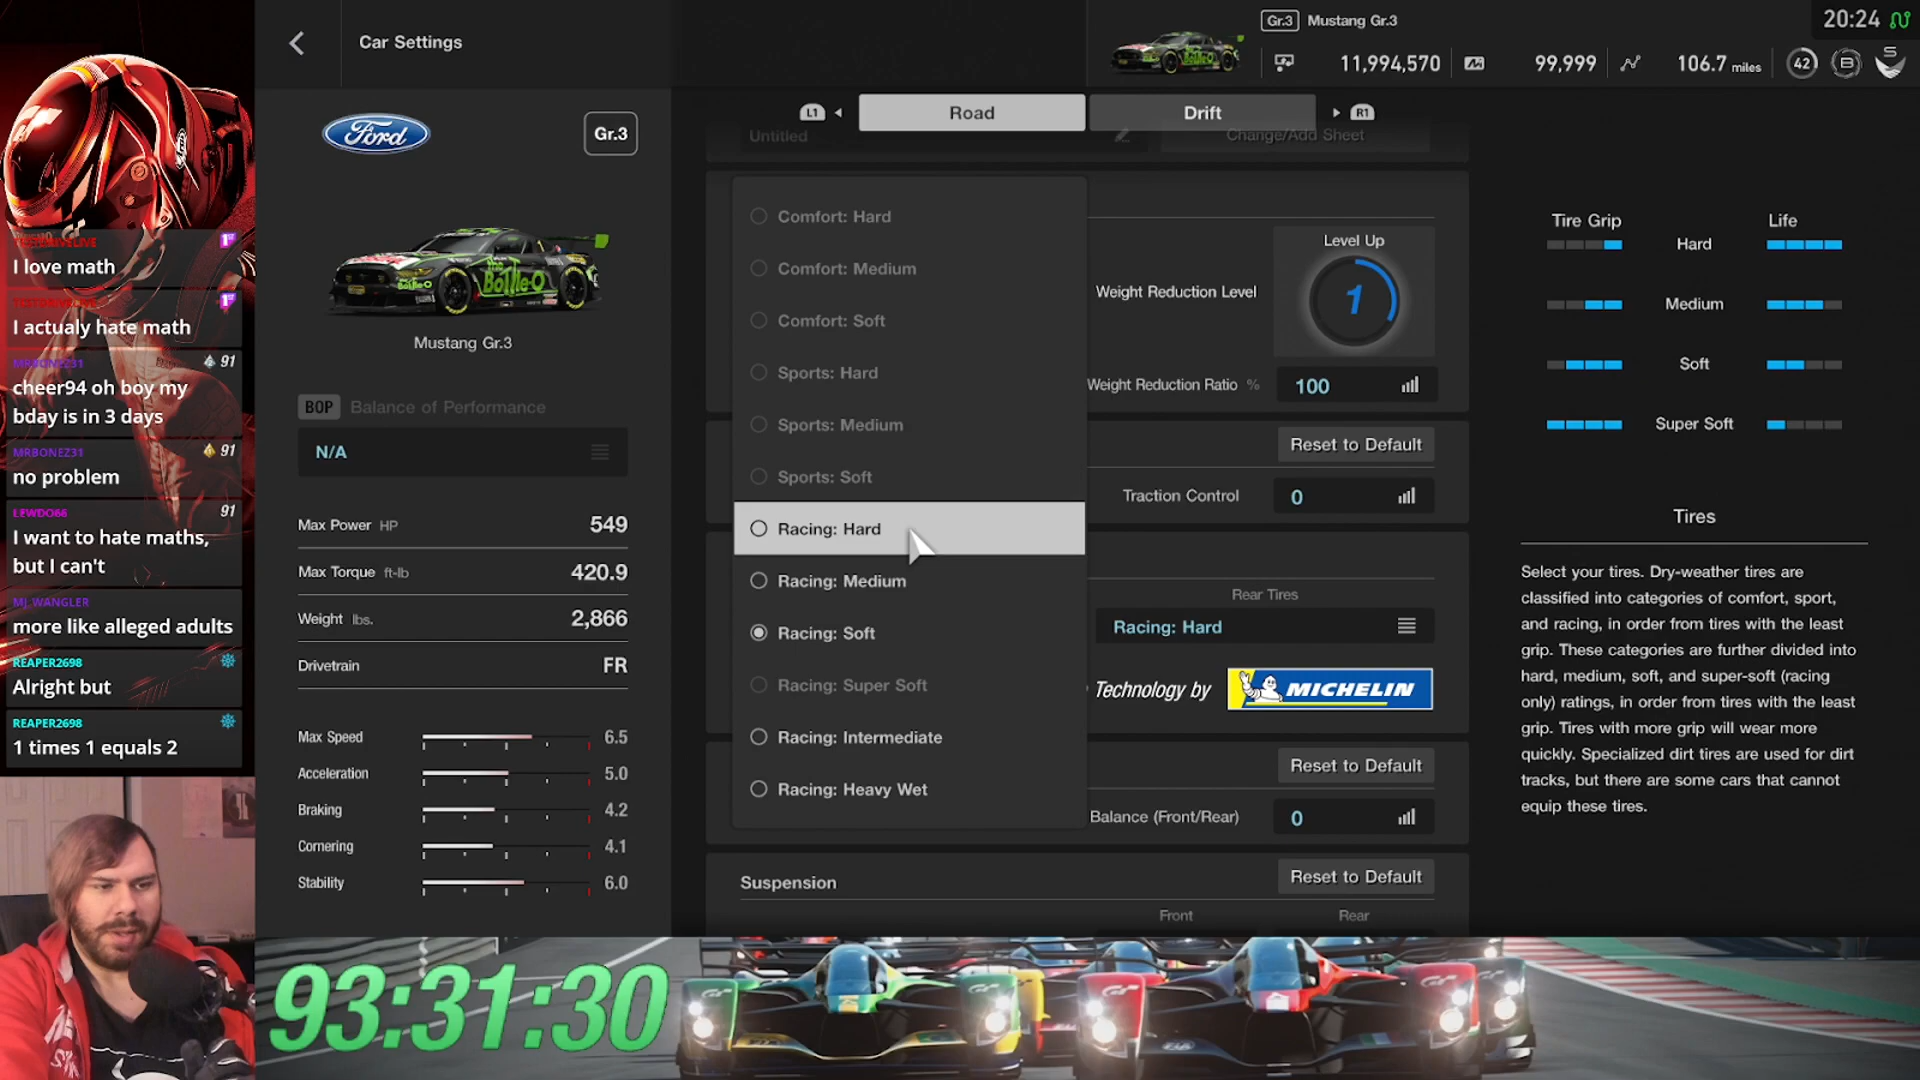 Car Settings
Gr.3 Mustang Gr.3
20:24
11,994,570
99,999
106.7 miles
42
B
S
L1
Road
Drift
R1
Untitled
Change/Add Sheet
Ford
Gr.3
the Bottle-O
Mustang Gr.3
BOP Balance of Performance
N/A
Max Power HP 549
Max Torque ft-lb 420.9
Weight lbs. 2,866
Drivetrain FR
Max Speed 6.5
Acceleration 5.0
Braking 4.2
Cornering 4.1
Stability 6.0
Comfort: Hard
Comfort: Medium
Comfort: Soft
Sports: Hard
Sports: Medium
Sports: Soft
Racing: Hard
Racing: Medium
Racing: Soft
Racing: Super Soft
Racing: Intermediate
Racing: Heavy Wet
Level Up
Weight Reduction Level
1
Weight Reduction Ratio % 100
Reset to Default
Traction Control 0
Rear Tires
Racing: Hard
Technology by
MICHELIN
Reset to Default
Balance (Front/Rear) 0
Suspension
Reset to Default
Front Rear
Tire Grip Life
Hard
Medium
Soft
Super Soft
Tires
Select your tires. Dry-weather tires are
classified into categories of comfort, sport,
and racing, in order from tires with the least
grip. These categories are further divided into
hard, medium, soft, and super-soft (racing
only) ratings, in order from tires with the least
grip. Tires with more grip will wear more
quickly. Specialized dirt tires are used for dirt
tracks, but there are some cars that cannot
equip these tires.
I love math
I actualy hate math
MRBONEZ31 91
cheer94 oh boy my
bday is in 3 days
MRBONEZ31 91
no problem
LEWDO66 91
I want to hate maths,
but I can't
MJ_WANGLER
more like alleged adults
REAPER2698
Alright but
REAPER2698
1 times 1 equals 2
93:31:30